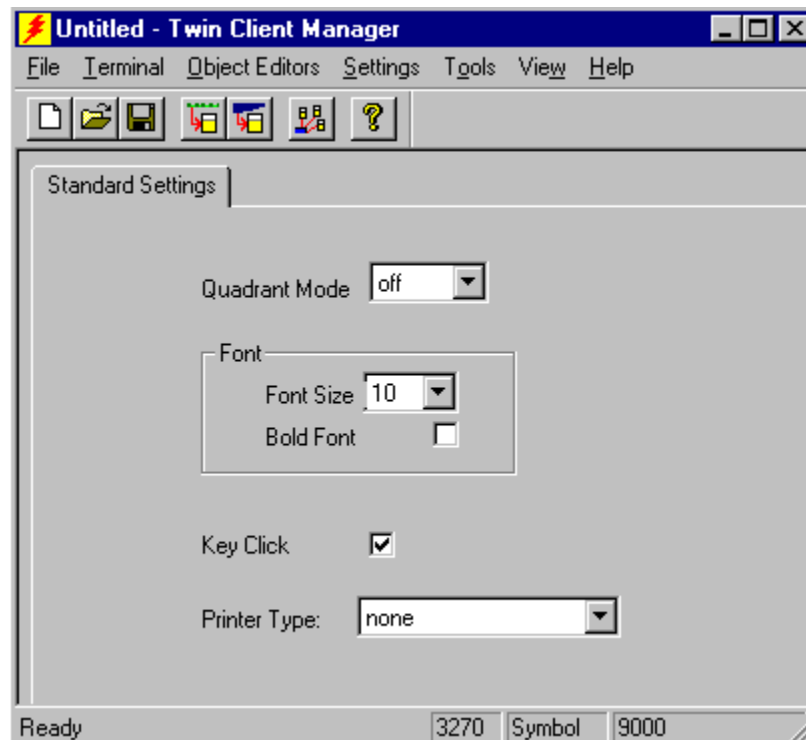 Untitled - Twin Client Manager
File Terminal Object Editors Settings Tools View Help
Standard Settings
Quadrant Mode off
Font
Font Size 10
Bold Font
Key Click
Printer Type: none
Ready 3270 Symbol 9000